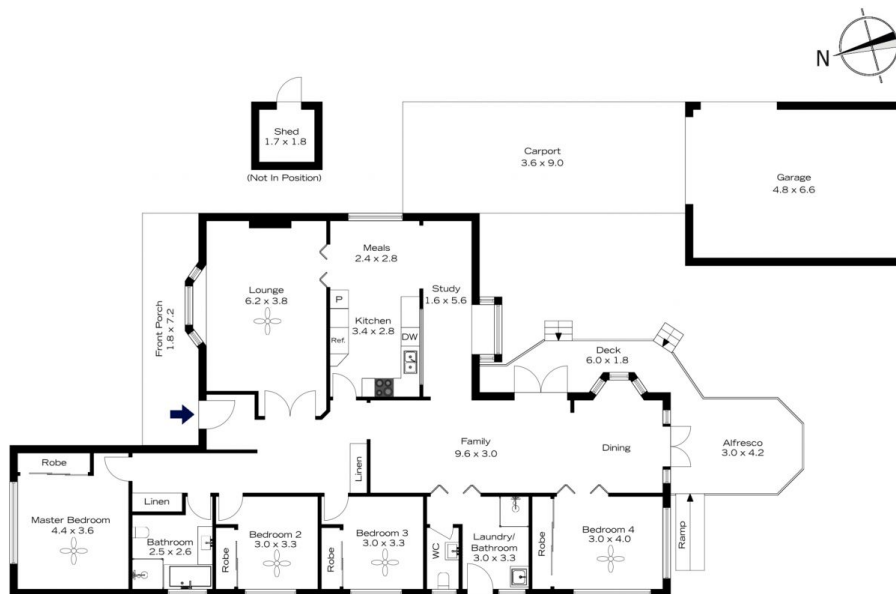 N
Shed
1.7 x 1.8
(Not In Position)
Carport
3.6 x 9.0
Garage
4.8 x 6.6
Meals
2.4 x 2.8
Lounge
6.2 x 3.8
Study
1.6 x 5.6
Front Porch
1.8 x 7.2
P
Kitchen
3.4 x 2.8
Ref.
DW
Deck
6.0 x 1.8
Family
9.6 x 3.0
Dining
Alfresco
3.0 x 4.2
Robe
Linen
Linen
Master Bedroom
4.4 x 3.6
Bathroom
2.5 x 2.6
Robe
Bedroom 2
3.0 x 3.3
Robe
Bedroom 3
3.0 x 3.3
WC
Laundry/
Bathroom
3.0 x 3.3
Robe
Bedroom 4
3.0 x 4.0
Ramp